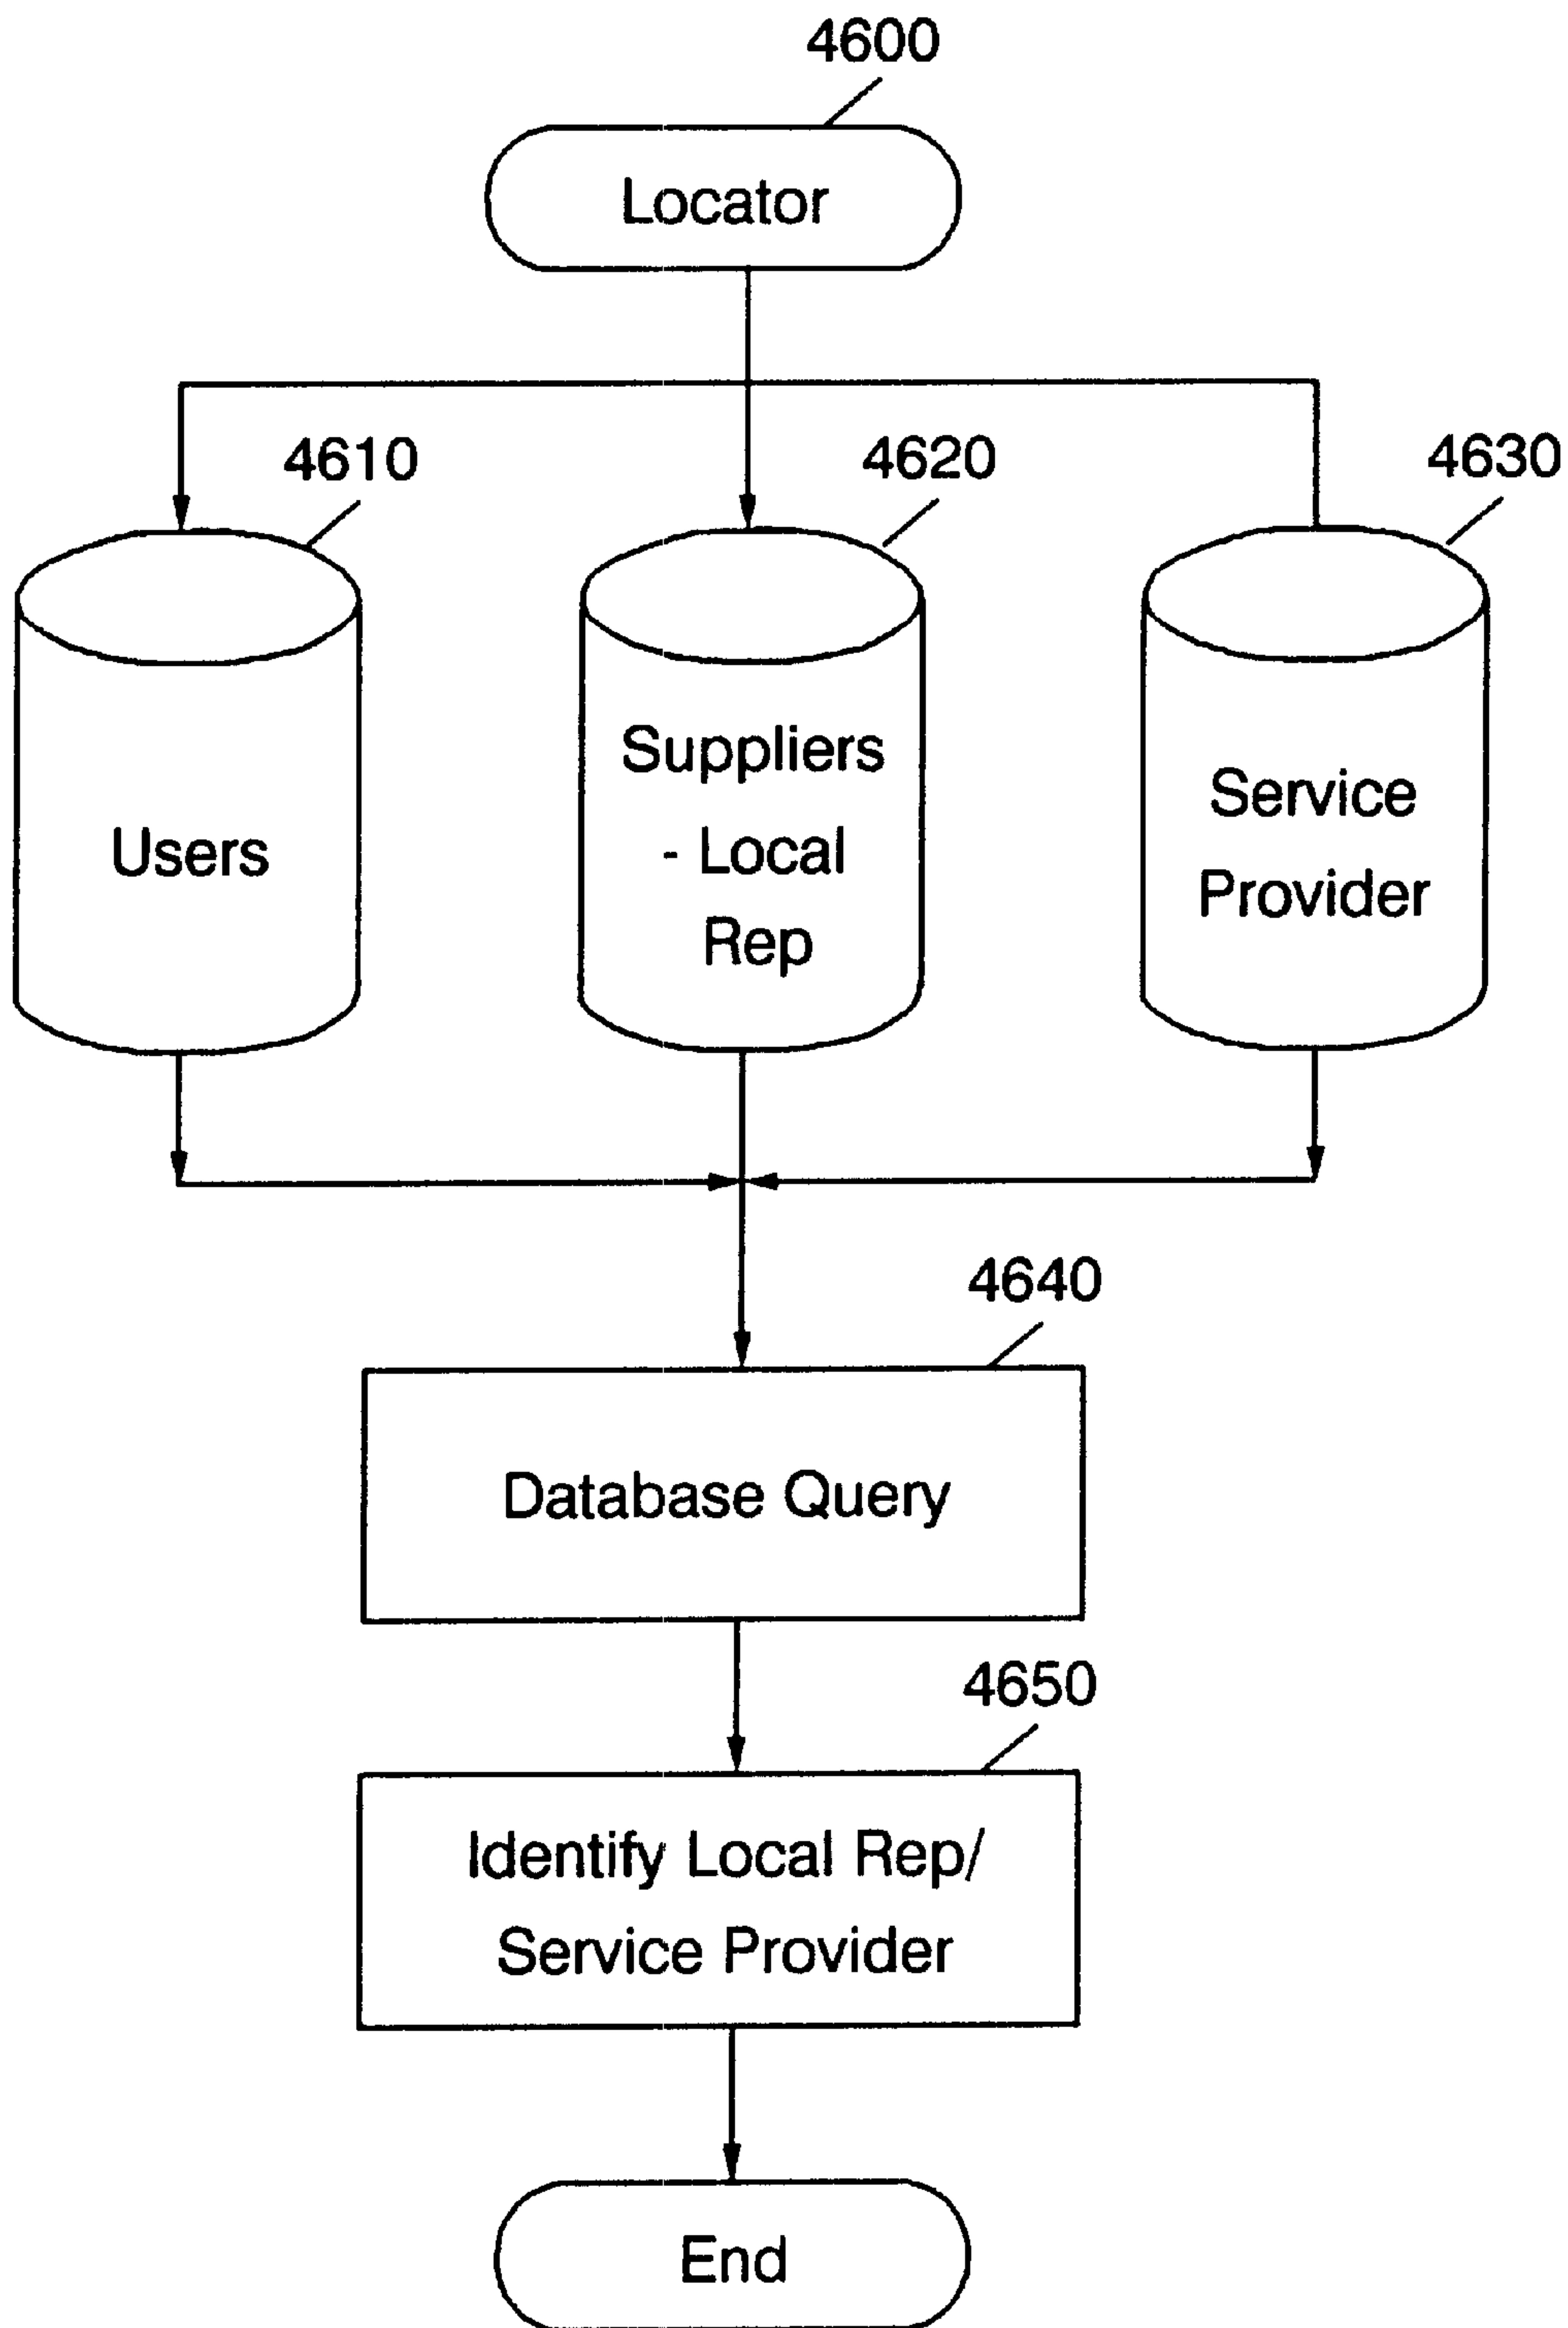 4600
Locator
4610
4620
4630
Users
Suppliers
- Local
Rep
Service
Provider
4640
Database Query
4650
Identify Local Rep/
Service Provider
End